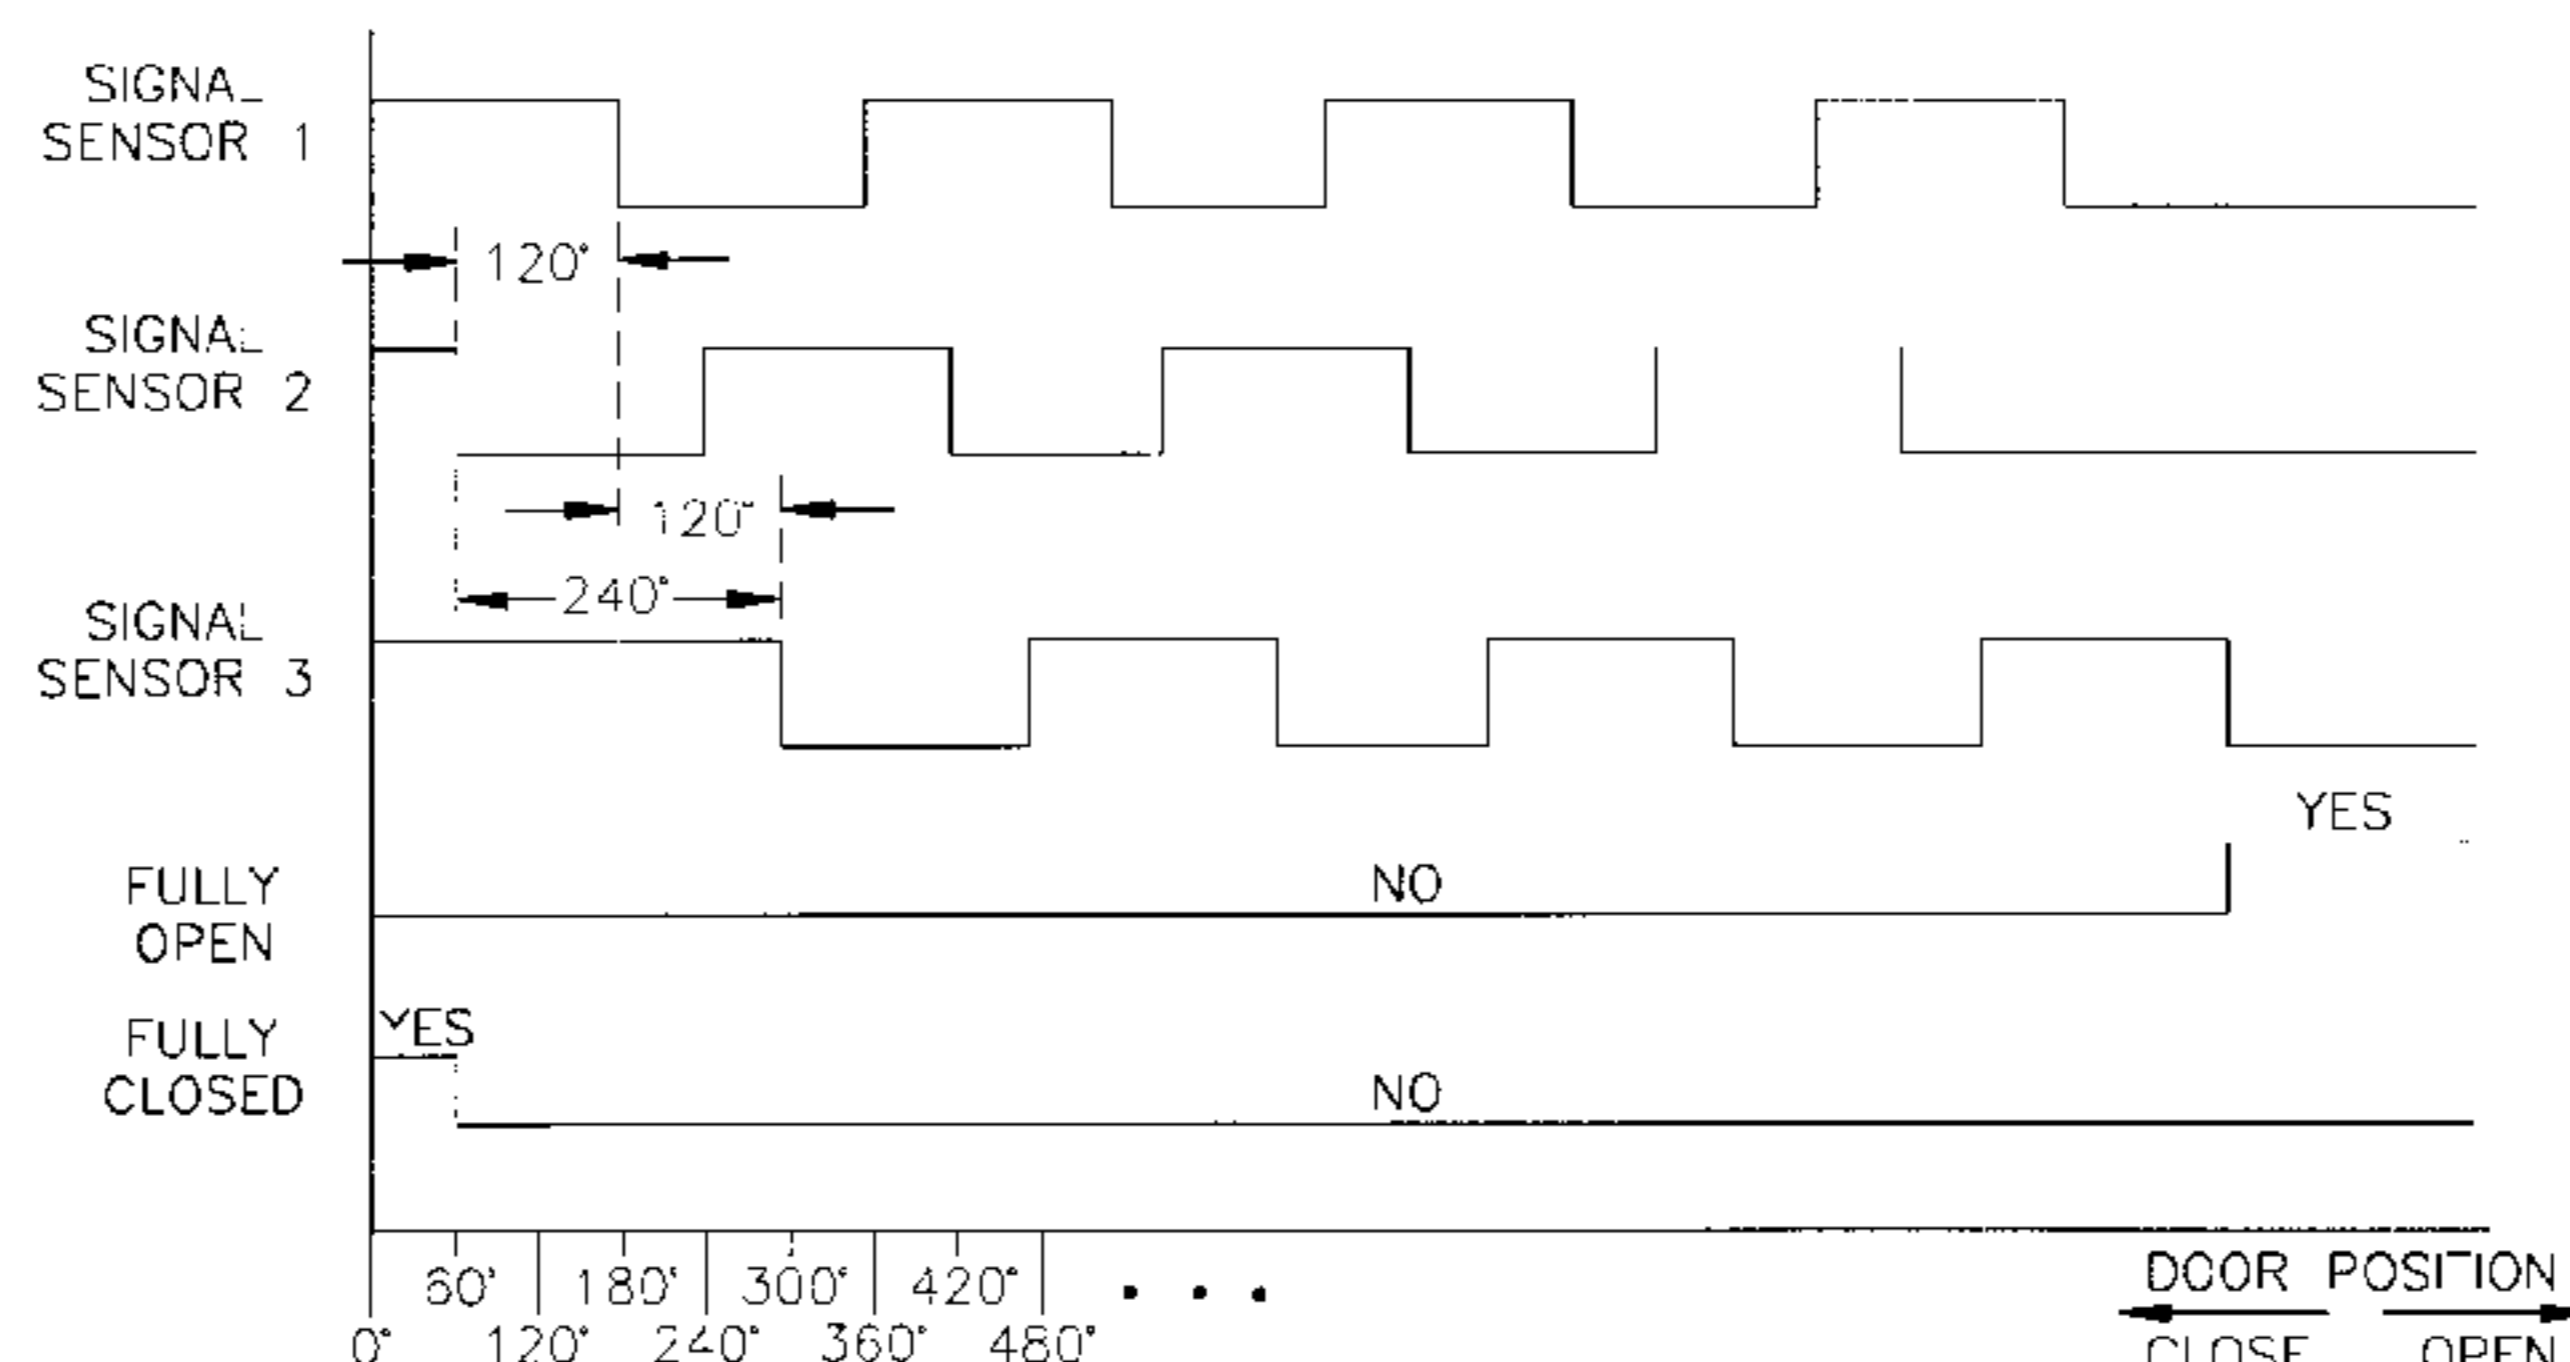 SIGNAL
SENSOR 1
120°
SIGNAL
SENSOR 2
120°
240°
SIGNAL
SENSOR 3
YES
FULLY
OPEN
NO
FULLY
CLOSED
YES
NO
60° 180° 300° 420° • • •
0° 120° 240° 360° 480°
DOOR POSITION
CLOSE OPEN